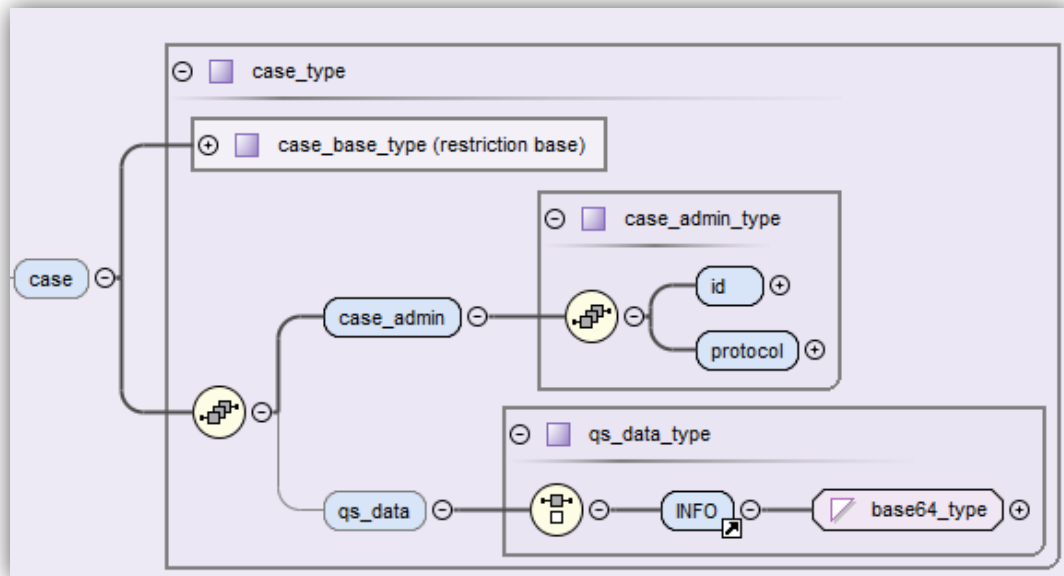 case_type
case_base_type (restriction base)
case_admin_type
case
id
case_admin
protocol
qs_data_type
qs_data
INFO
base64_type